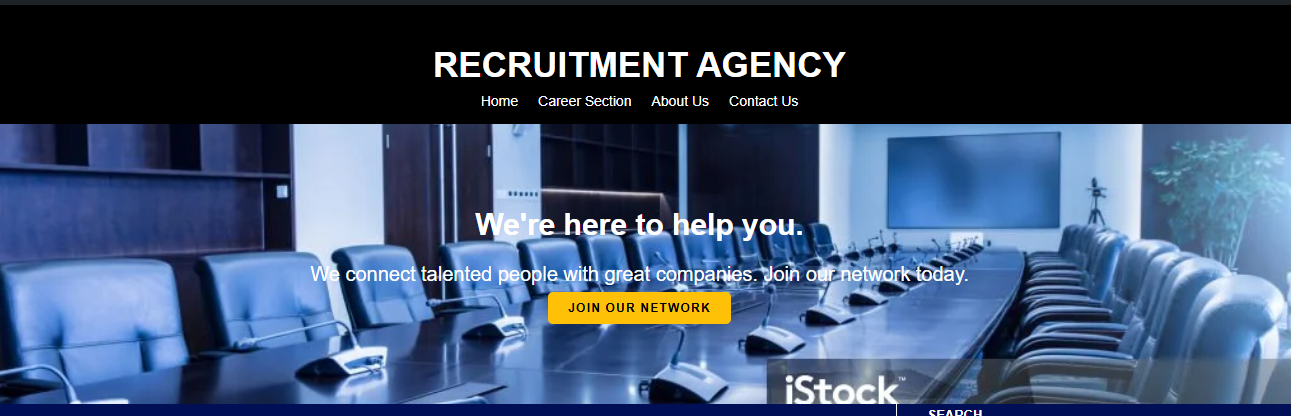 RECRUITMENT AGENCY
Home Career Section About Us Contact Us
We're here to help you.
We connect talented people with great companies. Join our network today.
JOIN OUR NETWORK
iStock™
SEARCH